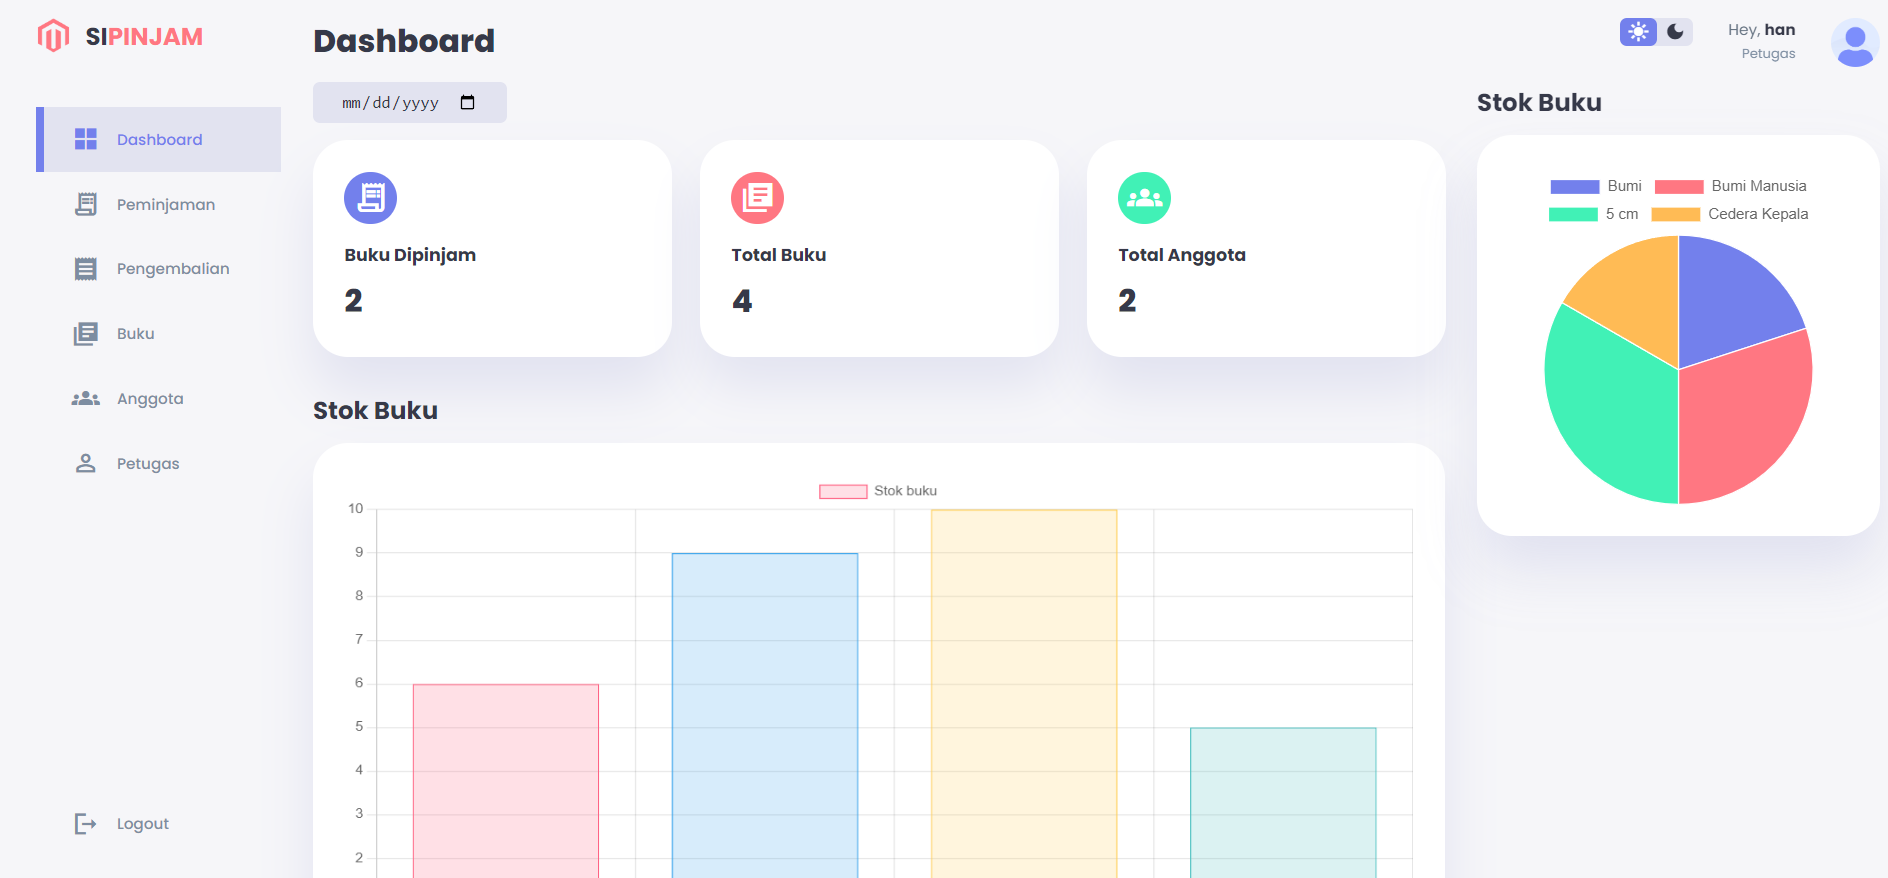 SIPINJAM
Dashboard
Peminjaman
Pengembalian
Buku
Anggota
Petugas
Logout
Dashboard
mm/dd/yyyy
Buku Dipinjam
2
Total Buku
4
Total Anggota
2
Stok Buku
Stok buku
10
9
8
7
6
5
4
3
2
Hey, han
Petugas
Stok Buku
Bumi
Bumi Manusia
5 cm
Cedera Kepala